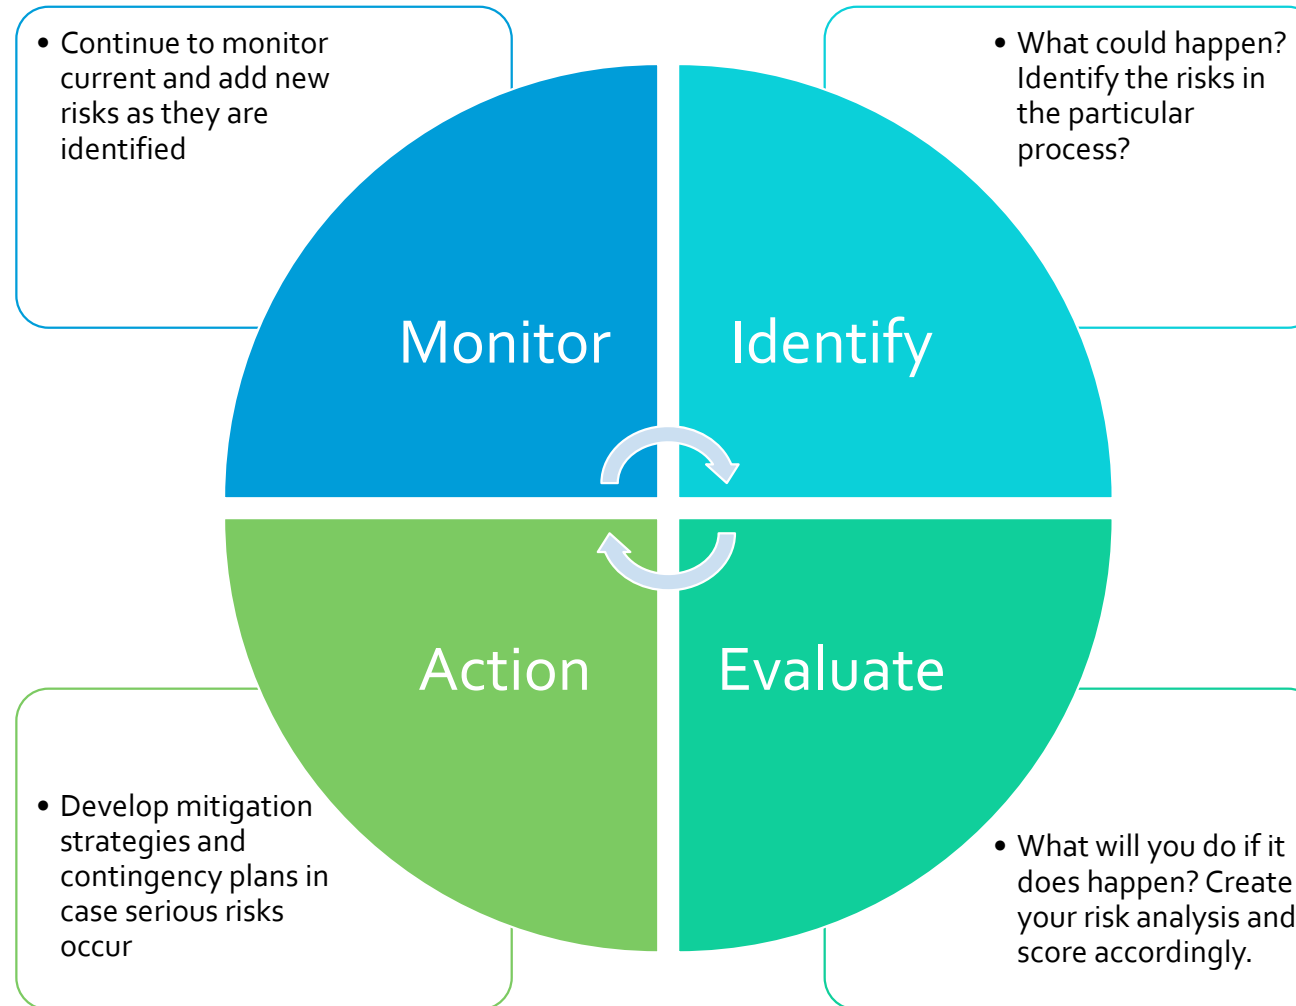 • Continue to monitor
current and add new
risks as they are
identified
• What could happen?
Identify the risks in
the particular
process?
Monitor
Identify
Action
Evaluate
• Develop mitigation
strategies and
contingency plans in
case serious risks
occur
• What will you do if it
does happen? Create
your risk analysis and
score accordingly.